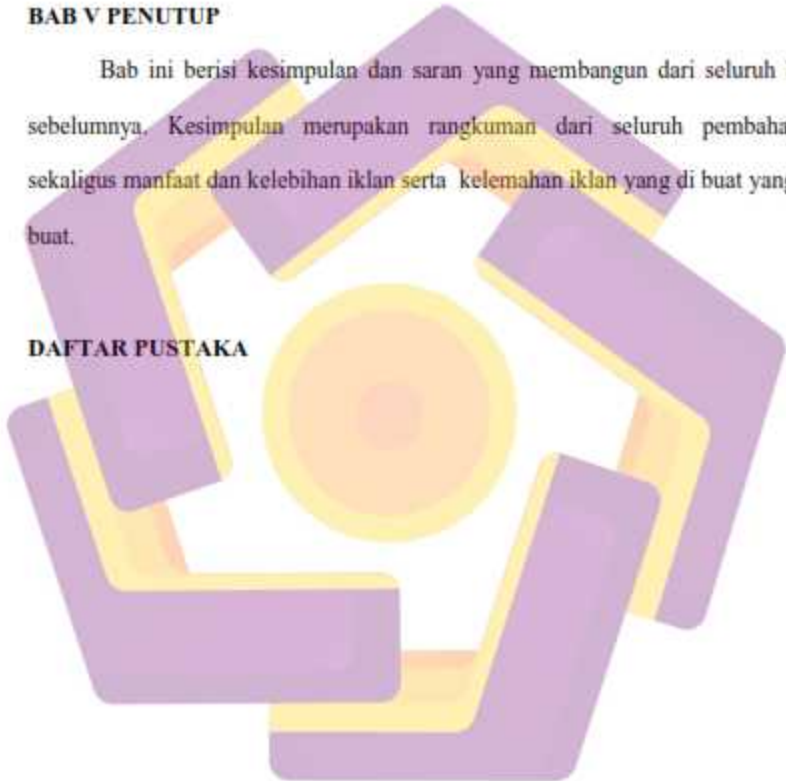 BAB V PENUTUP
Bab ini berisi kesimpulan dan saran yang membangun dari seluruh
sebelumnya. Kesimpulan merupakan rangkuman dari seluruh
sekaligus manfaat dan kelebihan iklan serta kelemahan iklan yang di buat yang
buat.
DAFTAR PUSTAKA